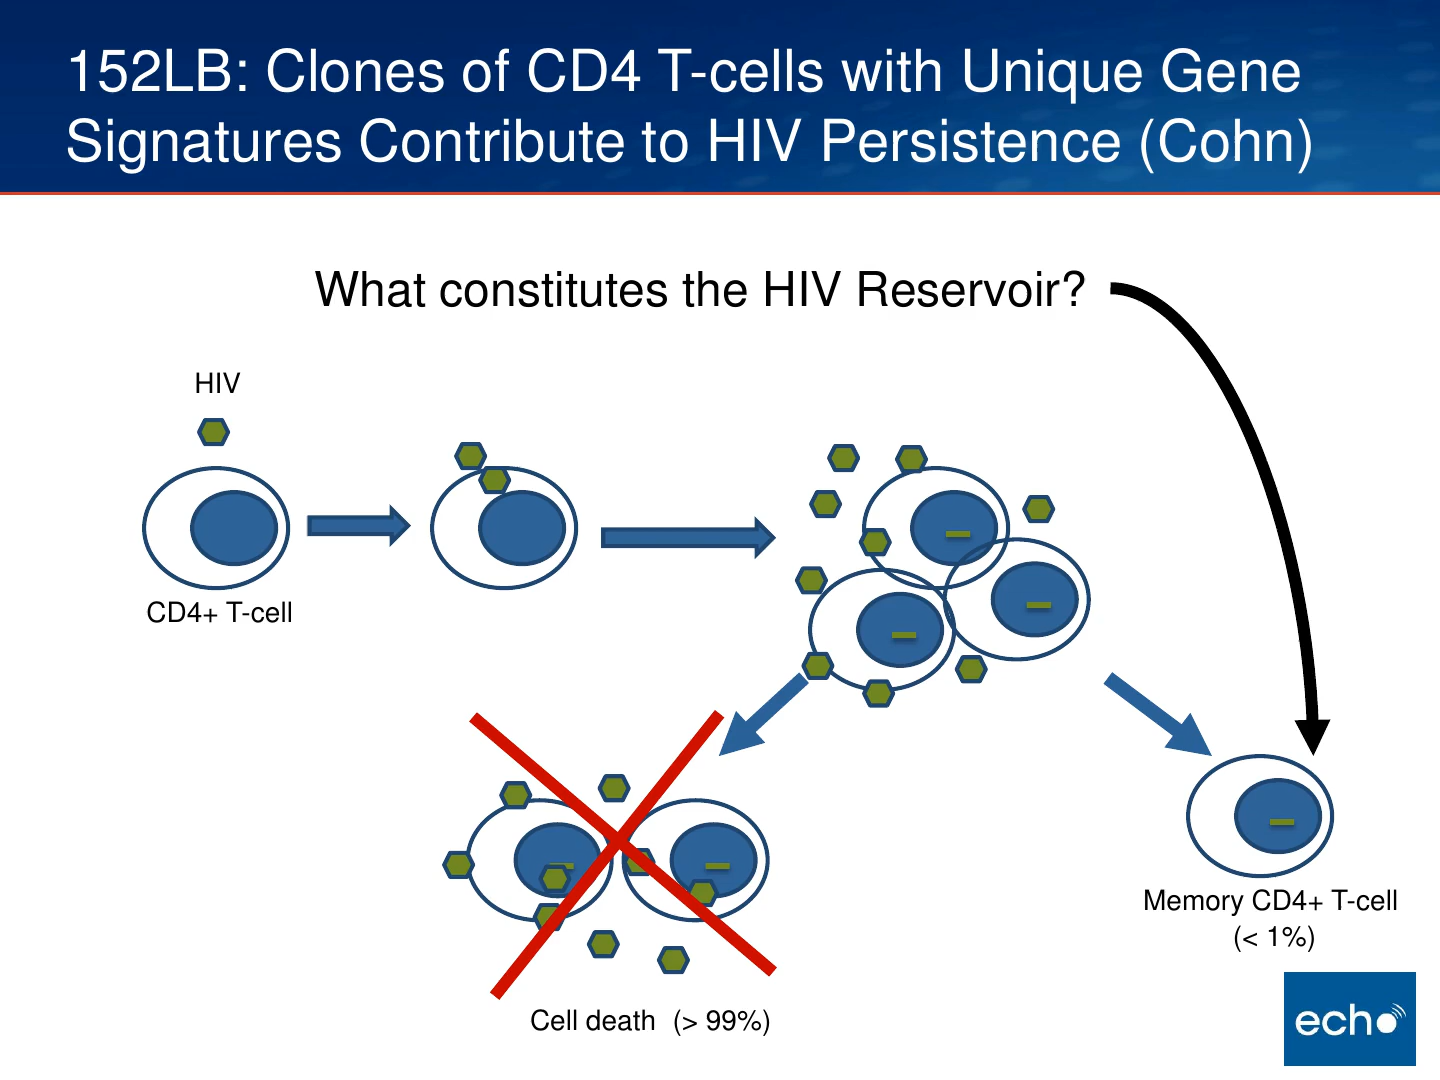 152LB: Clones of CD4 T-cells with Unique Gene
Signatures Contribute to HIV Persistence (Cohn)
What constitutes the HIV Reservoir?
HIV
CD4+ T-cell
Memory CD4+ T-cell
(< 1%)
Cell death (> 99%)
echo